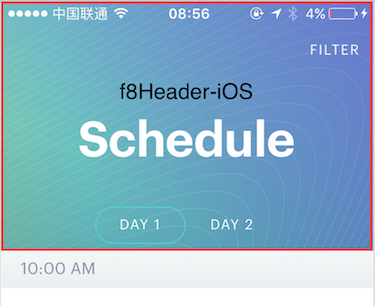 中国联通 08:56 4%
FILTER
f8Header-iOS
Schedule
DAY 1 DAY 2
10:00 AM